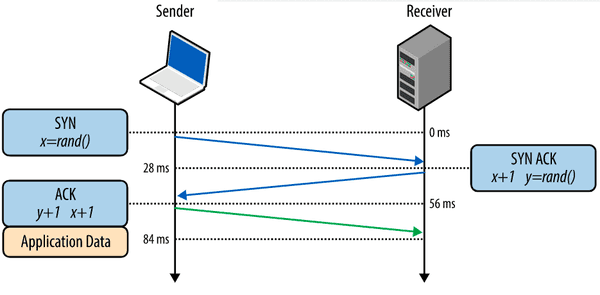 Sender
Receiver
SYN
x=rand()
0 ms
28 ms
SYN ACK
x+1 y=rand()
ACK
y+1 x+1
56 ms
Application Data
84 ms